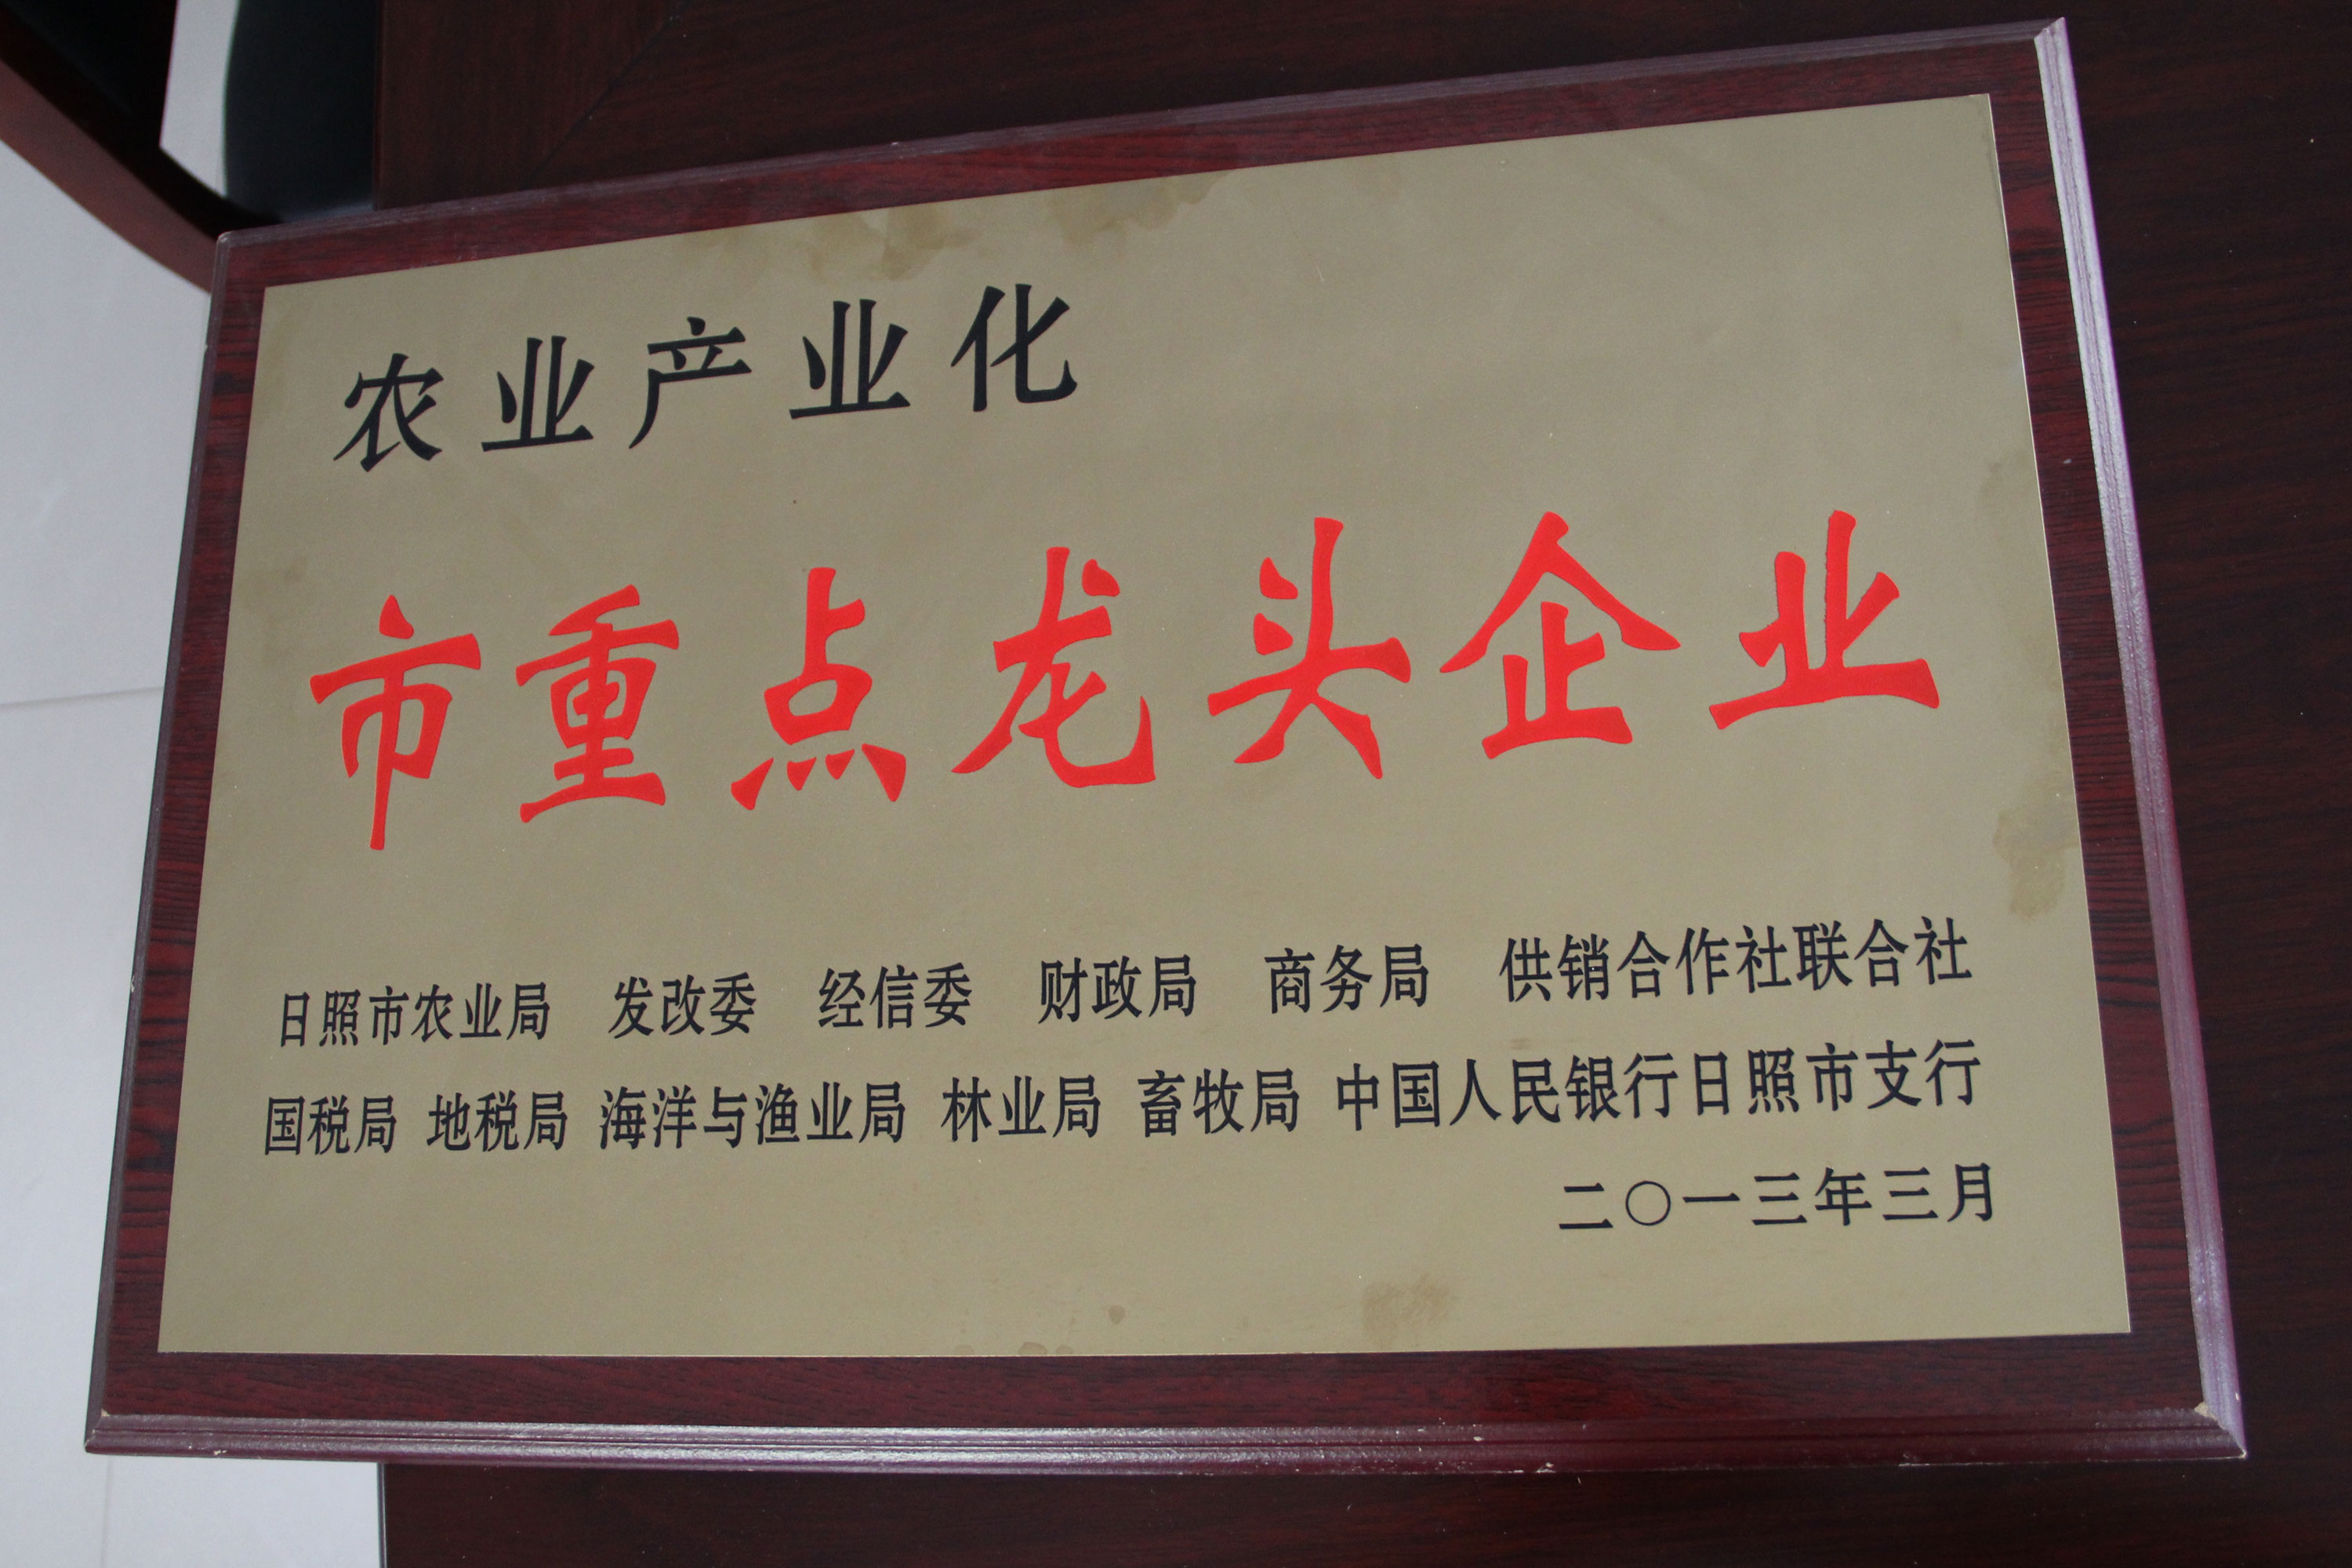 农业产业化
市重点龙头企业
日照市农业局 发改委 经信委 财政局 商务局 供销合作社联合社
国税局 地税局 海洋与渔业局 林业局 畜牧局 中国人民银行日照市支行
二〇一三年三月